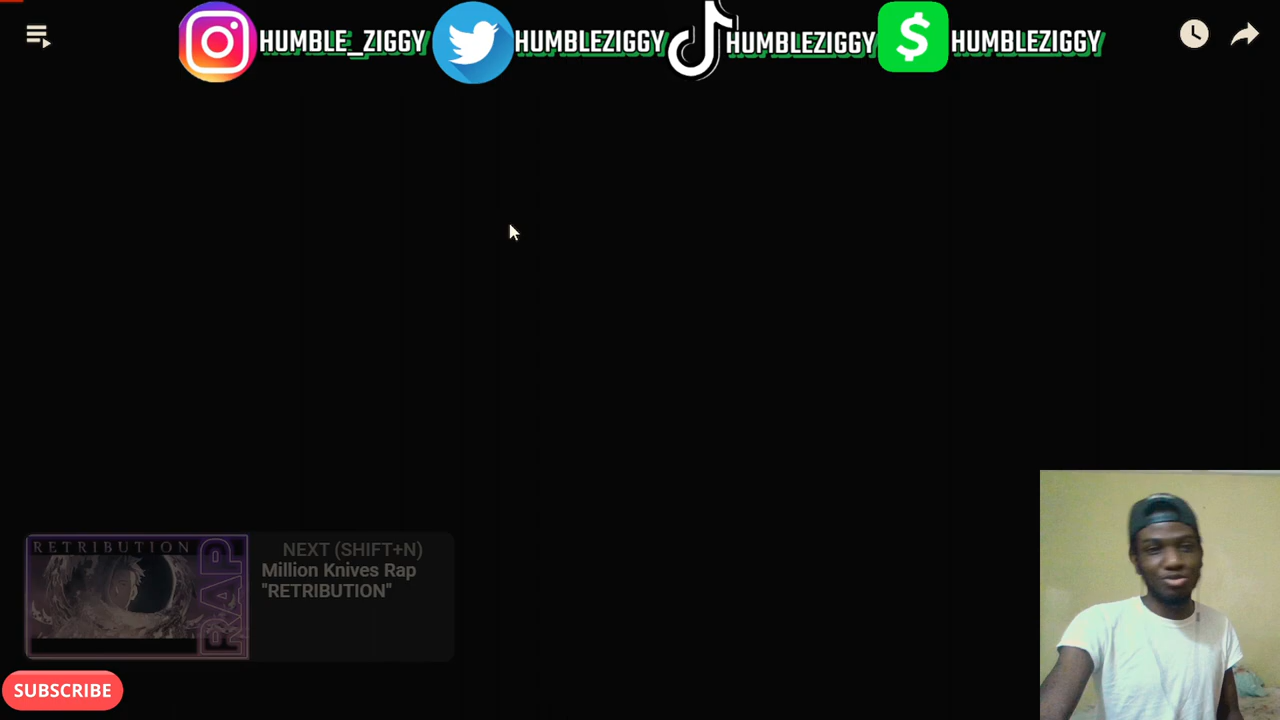 HUMBLE_ZIGGY HUMBLEZIGGY HUMBLEZIGGY $ HUMBLEZIGGY
RETRIBUTION
RAP
NEXT (SHIFT+N)
Million Knives Rap
"RETRIBUTION"
SUBSCRIBE